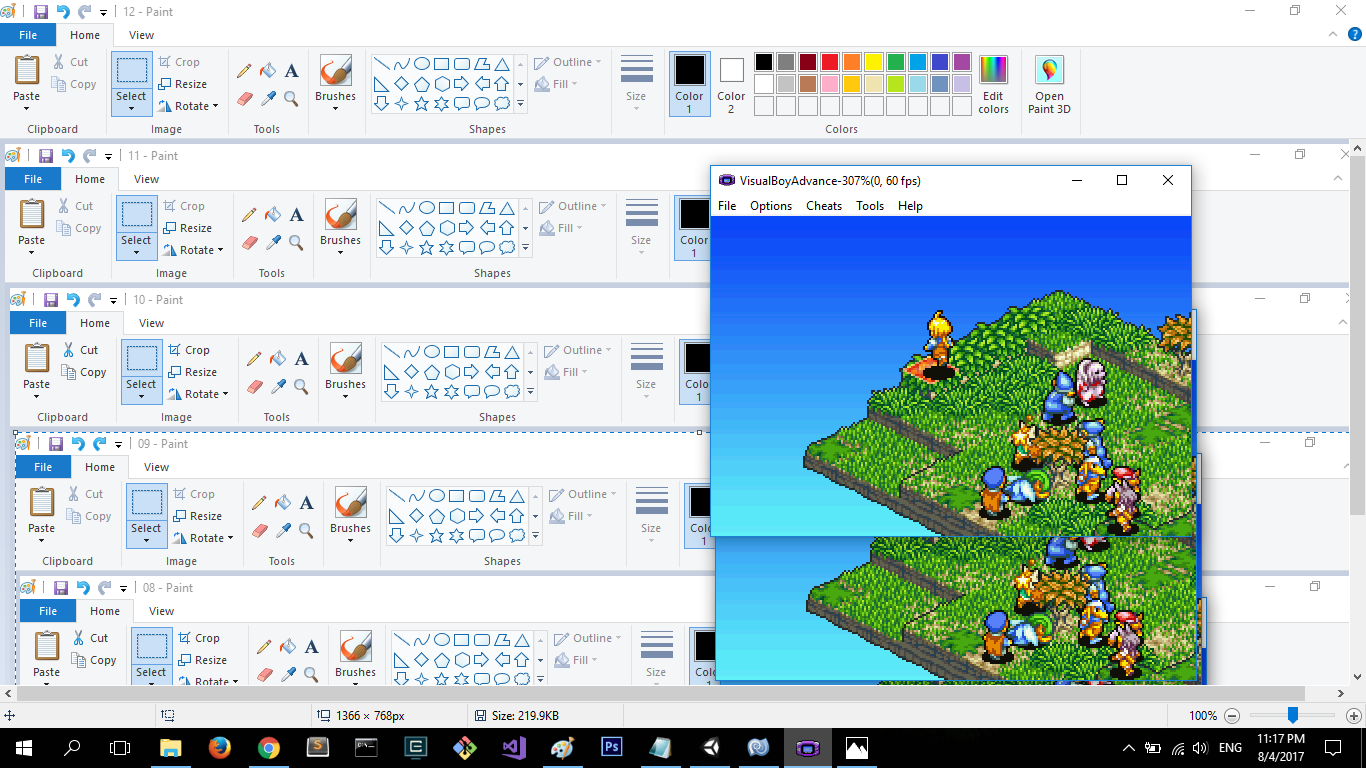 12 - Paint
File Home View
Paste Cut Copy Clipboard
Select Crop Resize Rotate Image
Tools
Brushes
Shapes
Outline Fill
Size
Color 1 Color 2 Colors
Edit colors
Open Paint 3D
11 - Paint
File Home View
Paste Cut Copy Clipboard
Select Crop Resize Rotate Image
Tools
Brushes
Shapes
Outline Fill
Size
Color 1
VisualBoyAdvance-307%(0, 60 fps)
File Options Cheats Tools Help
10 - Paint
File Home View
Paste Cut Copy Clipboard
Select Crop Resize Rotate Image
Tools
Brushes
Shapes
Outline Fill
Size
09 - Paint
File Home View
Paste Cut Copy Clipboard
Select Crop Resize Rotate Image
Tools
Brushes
Shapes
Outline Fill
Size
1
08 - Paint
File Home View
Paste Cut Copy
Select Crop Resize Rotate
Brushes
Outline Fill
Size
1366 × 768px
Size: 219.9KB
100%
ENG
11:17 PM
8/4/2017